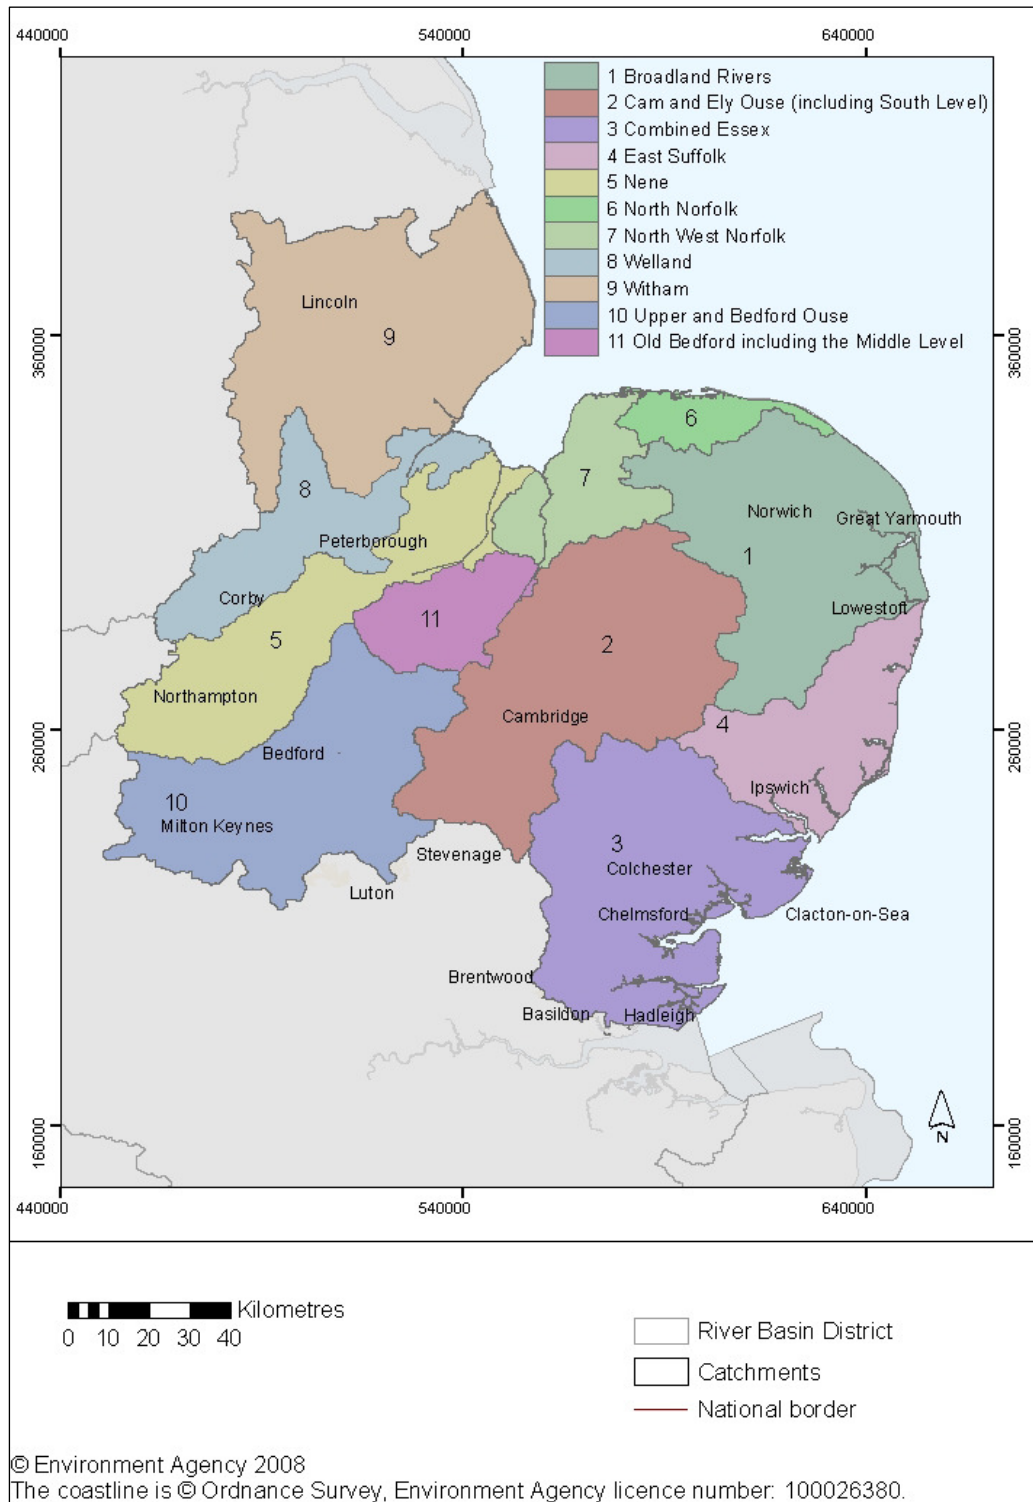 440000 540000 640000
1 Broadland Rivers
2 Cam and Ely Ouse (including South Level)
3 Combined Essex
4 East Suffolk
5 Nene
6 North Norfolk
7 North West Norfolk
8 Welland
9 Witham
10 Upper and Bedford Ouse
11 Old Bedford including the Middle Level
Lincoln
9
360000 360000
6
7
8
Norwich
Great Yarmouth
Peterborough
1
Corby
Lowestoft
11
5
2
Northampton
Cambridge
4
260000 260000
Bedford
Ipswich
10
Milton Keynes
3
Stevenage
Colchester
Luton
Chelmsford
Clacton-on-Sea
Brentwood
Basildon
Hadleigh
N
160000 160000
440000 540000 640000
Kilometres
0 10 20 30 40
River Basin District
Catchments
National border
© Environment Agency 2008
The coastline is © Ordnance Survey, Environment Agency licence number: 100026380.